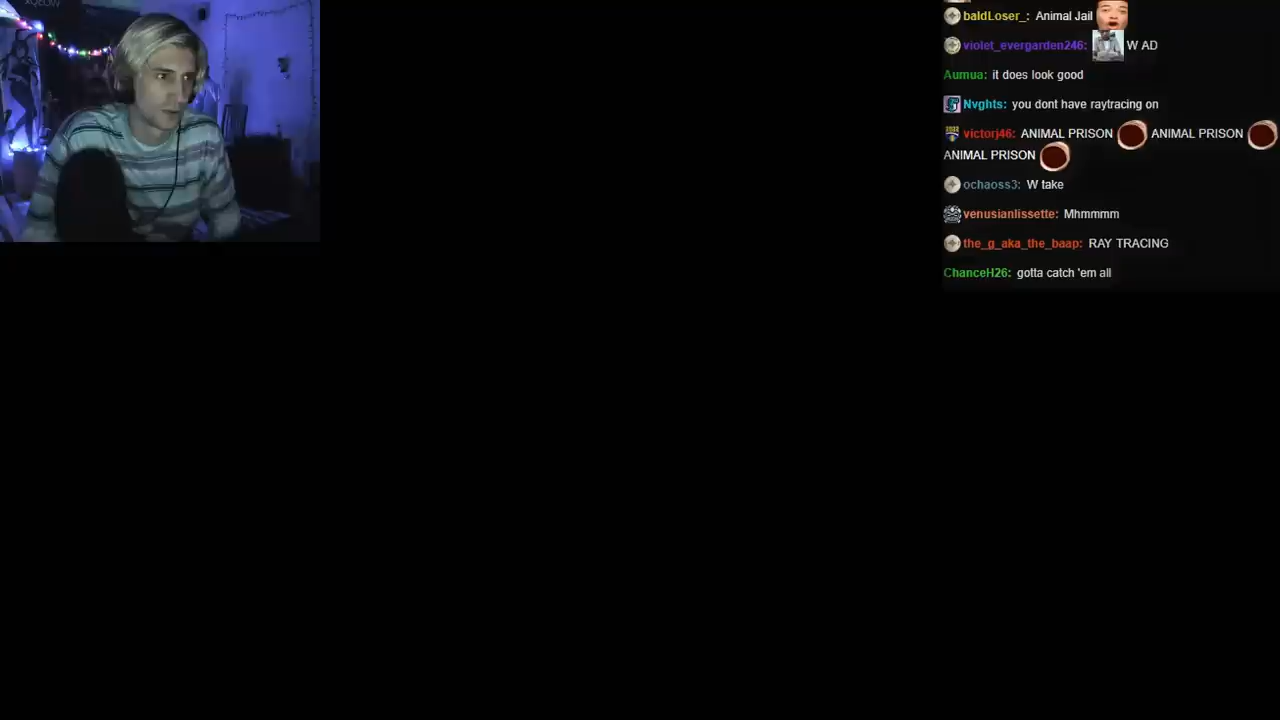 xQcOW
baldLoser_: Animal Jail
violet_evergarden246: W AD
Aumua: it does look good
Nvghts: you dont have raytracing on
victorj46: ANIMAL PRISON ANIMAL PRISON
ANIMAL PRISON
ochaoss3: W take
venusianlissette: Mhmmmm
the_g_aka_the_baap: RAY TRACING
ChanceH26: gotta catch 'em all